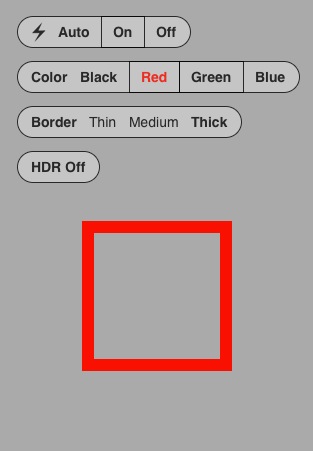 Auto On Off
Color Black Red Green Blue
Border Thin Medium Thick
HDR Off